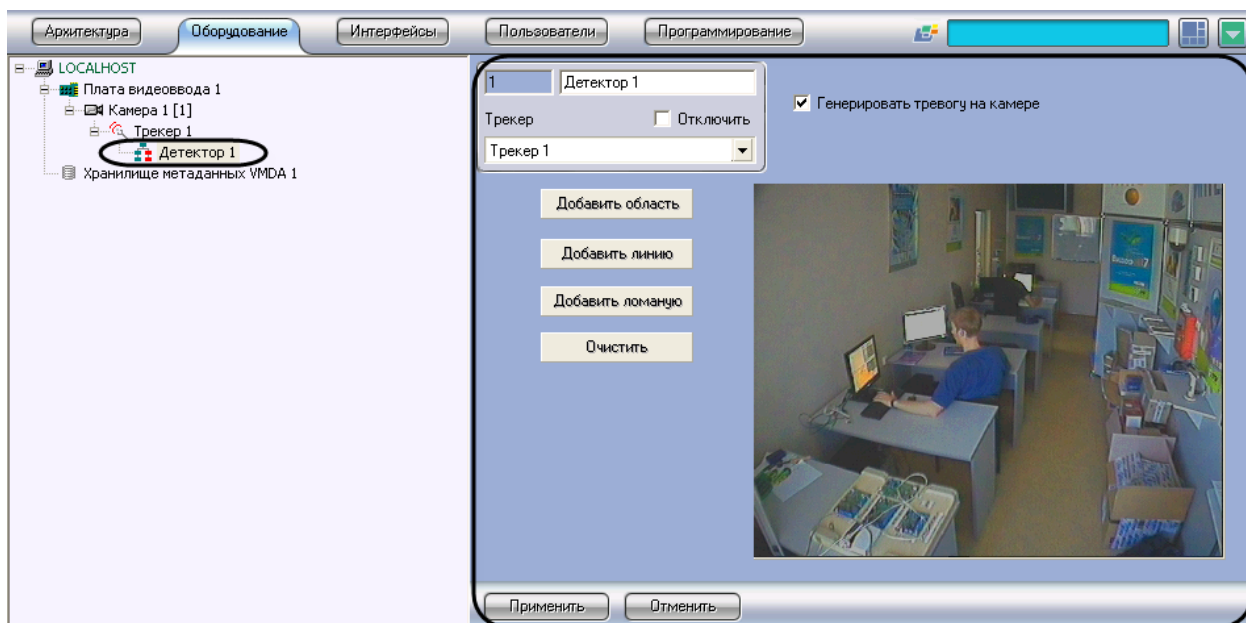 Архитектура
Оборудование
Интерфейсы
Пользователи
Программирование
LOCALHOST
Плата видеоввода 1
Камера 1 [1]
Трекер 1
Детектор 1
Хранилище метаданных VMDA 1
1
Детектор 1
Трекер
Отключить
Трекер 1
Генерировать тревогу на камере
Добавить область
Добавить линию
Добавить ломаную
Очистить
Применить
Отменить